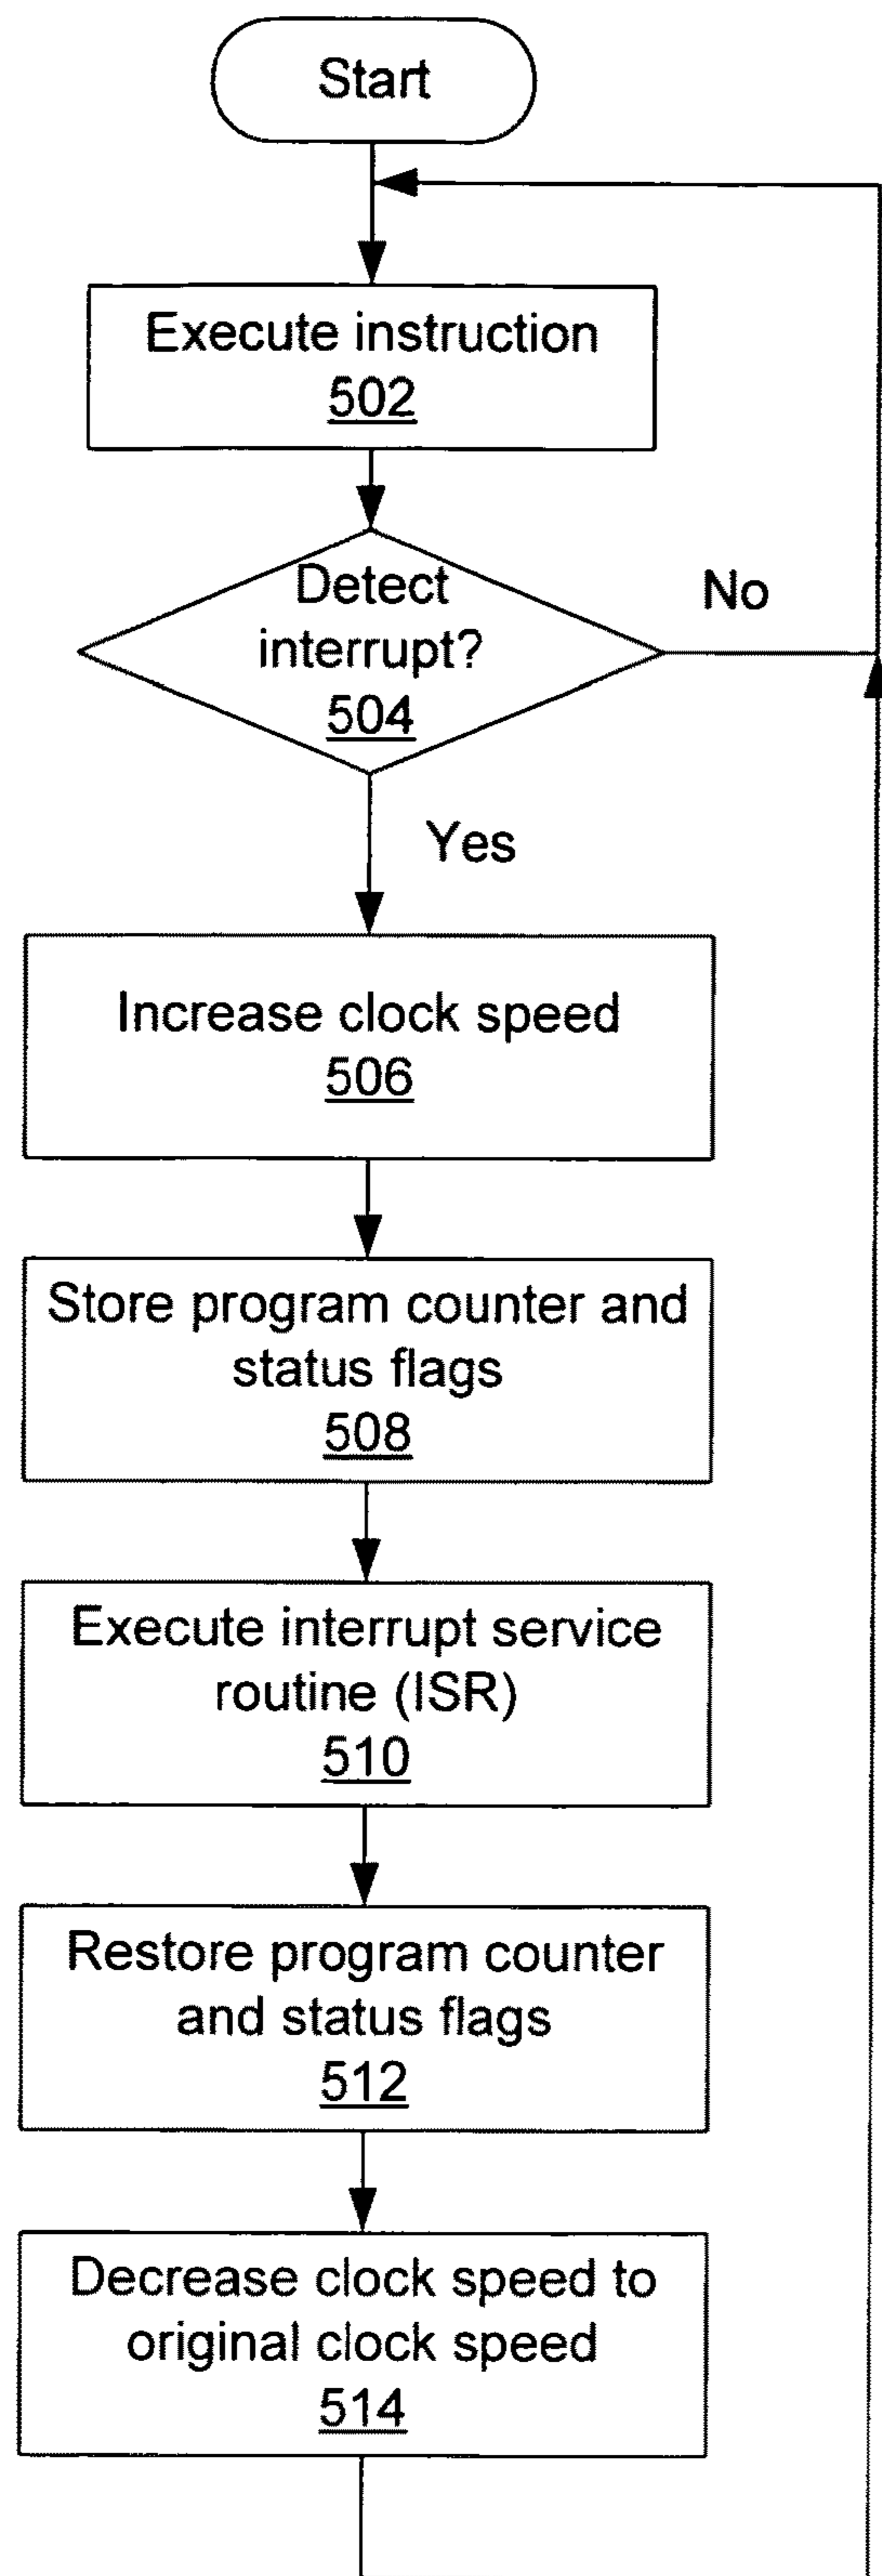 Start
Execute instruction
502
Detect
interrupt?
504
No
Yes
Increase clock speed
506
Store program counter and
status flags
508
Execute interrupt service
routine (ISR)
510
Restore program counter
and status flags
512
Decrease clock speed to
original clock speed
514